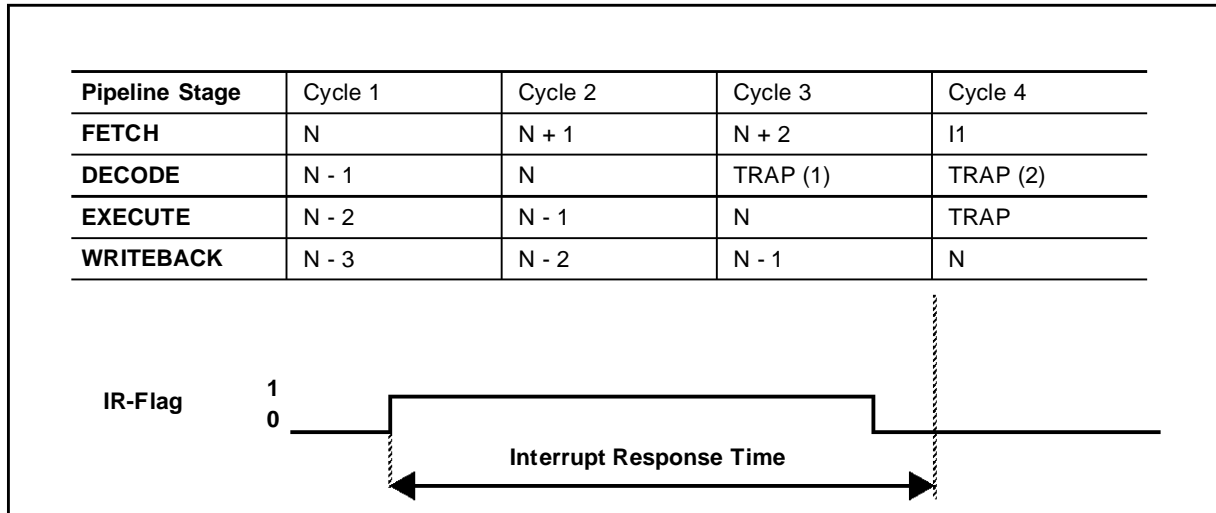 Pipeline Stage Cycle 1 Cycle 2 Cycle 3 Cycle 4
FETCH N N + 1 N + 2 I1
DECODE N - 1 N TRAP (1) TRAP (2)
EXECUTE N - 2 N - 1 N TRAP
WRITEBACK N - 3 N - 2 N - 1 N
1
IR-Flag
0
Interrupt Response Time